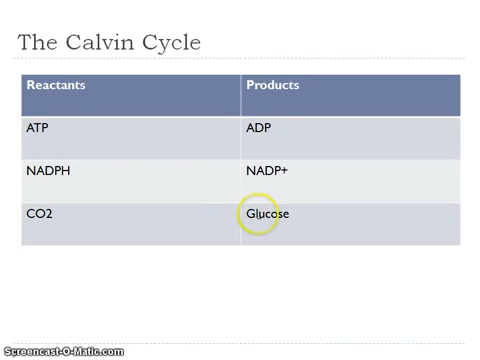 The Calvin Cycle
Reactants Products
ATP ADP
NADPH NADP+
CO2 Glucose
Screencast-O-Matic.com